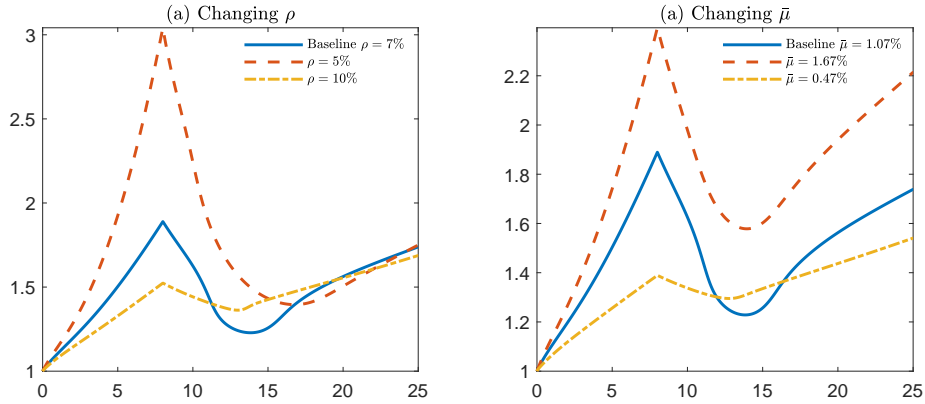 (a) Changing ρ
3
2.5
2
1.5
1
0 5 10 15 20 25
Baseline ρ = 7%
ρ = 5%
ρ = 10%
(a) Changing μ̄
2.2
2
1.8
1.6
1.4
1.2
1
0 5 10 15 20 25
Baseline μ̄ = 1.07%
μ̄ = 1.67%
μ̄ = 0.47%